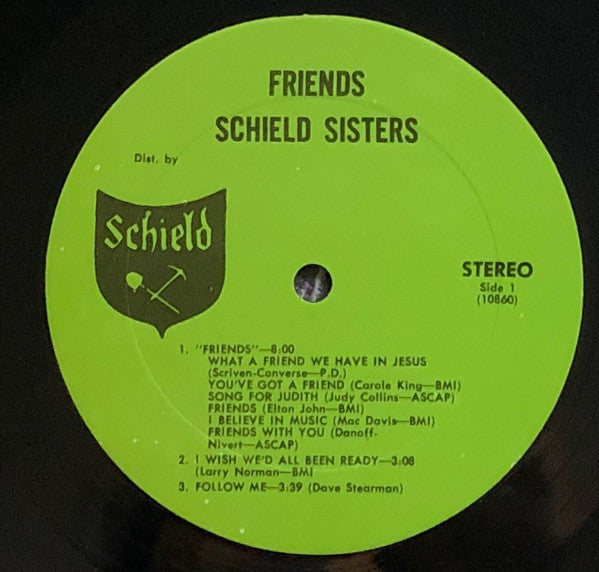 FRIENDS
SCHIELD SISTERS
Dist. by
Schield
STEREO
Side 1
(10860)
1. "FRIENDS"—8:00
WHAT A FRIEND WE HAVE IN JESUS
(Scriven-Converse—P.D.)
YOU'VE GOT A FRIEND (Carole King—BMI)
SONG FOR JUDITH (Judy Collins—ASCAP)
FRIENDS (Elton John—BMI)
I BELIEVE IN MUSIC (Mac Davis—BMI)
FRIENDS WITH YOU (Danoff-
Nivert—ASCAP)
2. I WISH WE'D ALL BEEN READY—3:08
(Larry Norman—BMI
3. FOLLOW ME—3:39 (Dave Stearman)